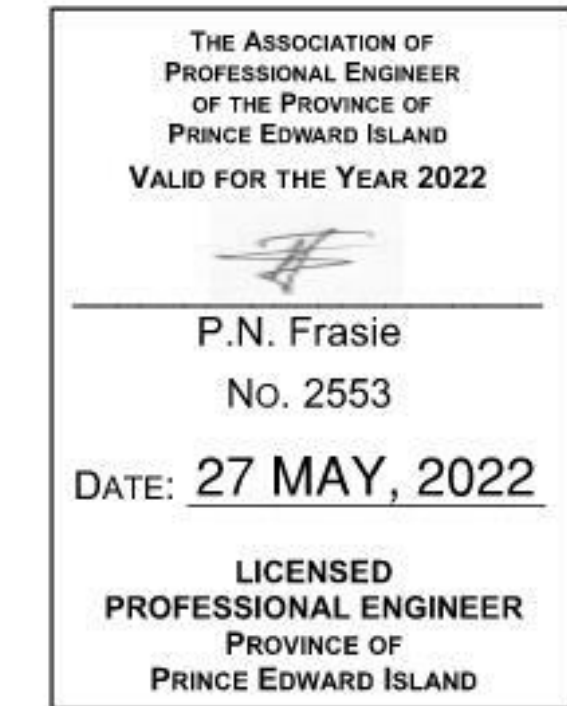 THE ASSOCIATION OF
PROFESSIONAL ENGINEER
OF THE PROVINCE OF
PRINCE EDWARD ISLAND
VALID FOR THE YEAR 2022
P.N. Frasie
NO. 2553
DATE: 27 MAY, 2022
LICENSED
PROFESSIONAL ENGINEER
PROVINCE OF
PRINCE EDWARD ISLAND